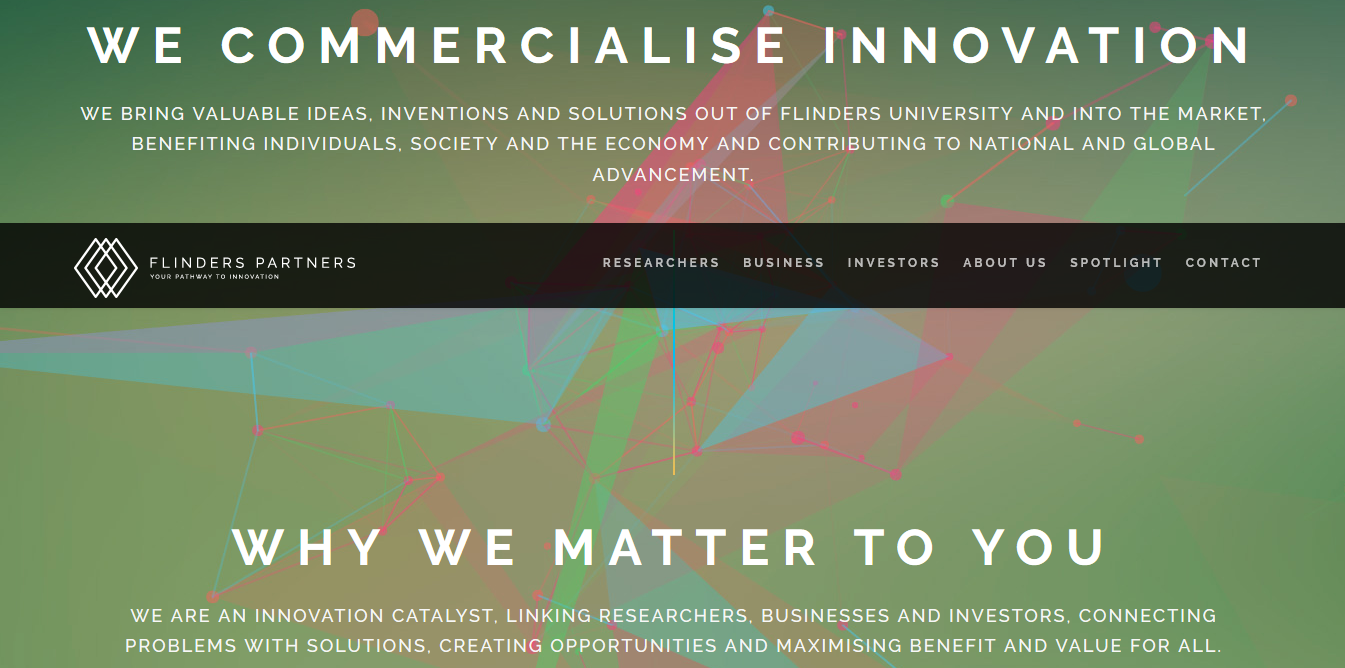 WE COMMERCIALISE INNOVATION
WE BRING VALUABLE IDEAS, INVENTIONS AND SOLUTIONS OUT OF FLINDERS UNIVERSITY AND INTO THE MARKET,
BENEFITING INDIVIDUALS, SOCIETY AND THE ECONOMY AND CONTRIBUTING TO NATIONAL AND GLOBAL
ADVANCEMENT.
FLINDERS PARTNERS
YOUR PATHWAY TO INNOVATION
RESEARCHERS BUSINESS INVESTORS ABOUT US SPOTLIGHT CONTACT
WHY WE MATTER TO YOU
WE ARE AN INNOVATION CATALYST, LINKING RESEARCHERS, BUSINESSES AND INVESTORS, CONNECTING
PROBLEMS WITH SOLUTIONS, CREATING OPPORTUNITIES AND MAXIMISING BENEFIT AND VALUE FOR ALL.